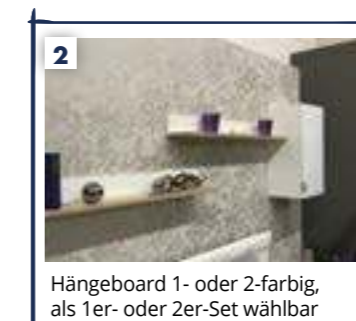 2
Hängeboard 1- oder 2-farbig,
als 1er- oder 2er-Set wählbar